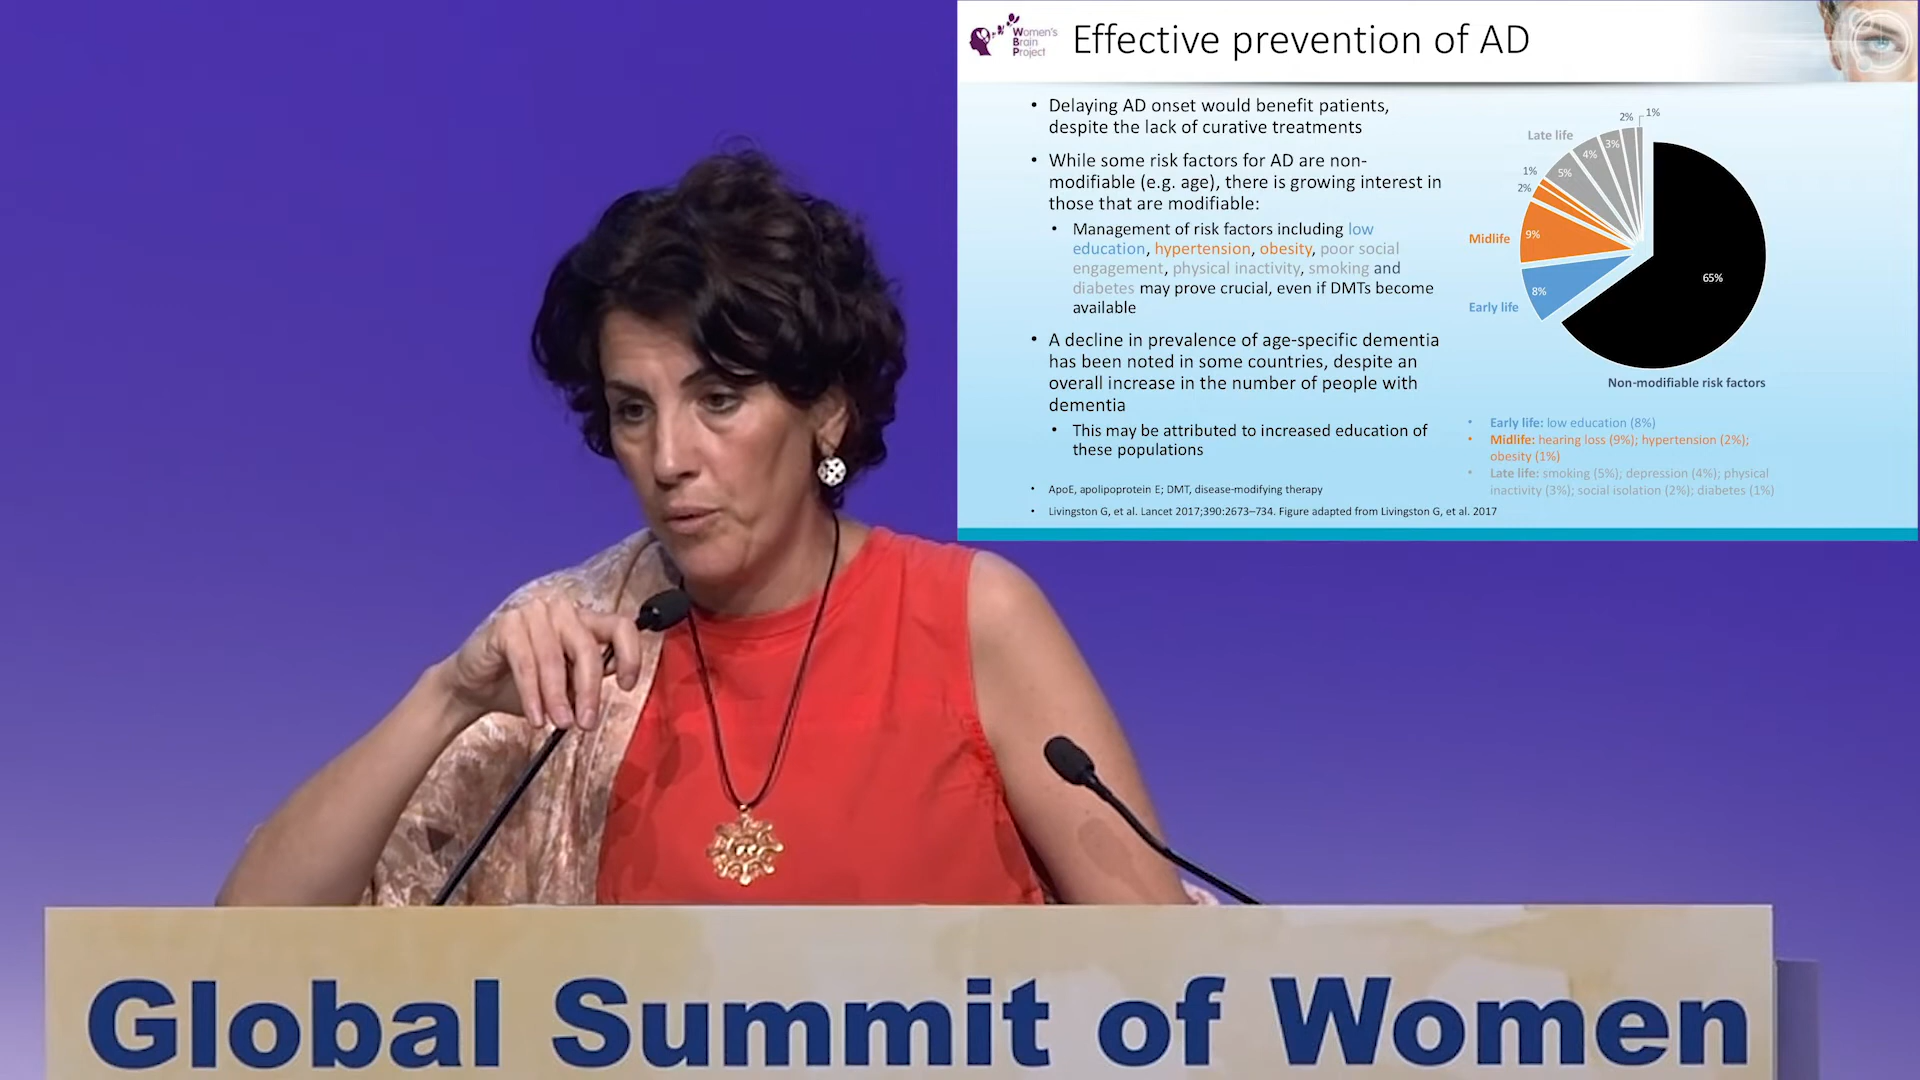 Women's
Brain
Project
Effective prevention of AD
• Delaying AD onset would benefit patients,
despite the lack of curative treatments
• While some risk factors for AD are non-
modifiable (e.g. age), there is growing interest in
those that are modifiable:
• Management of risk factors including low
education, hypertension, obesity, poor social
engagement, physical inactivity, smoking and
diabetes may prove crucial, even if DMTs become
available
• A decline in prevalence of age-specific dementia
has been noted in some countries, despite an
overall increase in the number of people with
dementia
• This may be attributed to increased education of
these populations
• ApoE, apolipoprotein E; DMT, disease-modifying therapy
• Livingston G, et al. Lancet 2017;390:2673–734. Figure adapted from Livingston G, et al. 2017
2%
1%
Late life
3%
4%
5%
1%
2%
Midlife
9%
65%
8%
Early life
Non-modifiable risk factors
• Early life: low education (8%)
• Midlife: hearing loss (9%); hypertension (2%);
obesity (1%)
• Late life: smoking (5%); depression (4%); physical
inactivity (3%); social isolation (2%); diabetes (1%)
Global Summit of Women